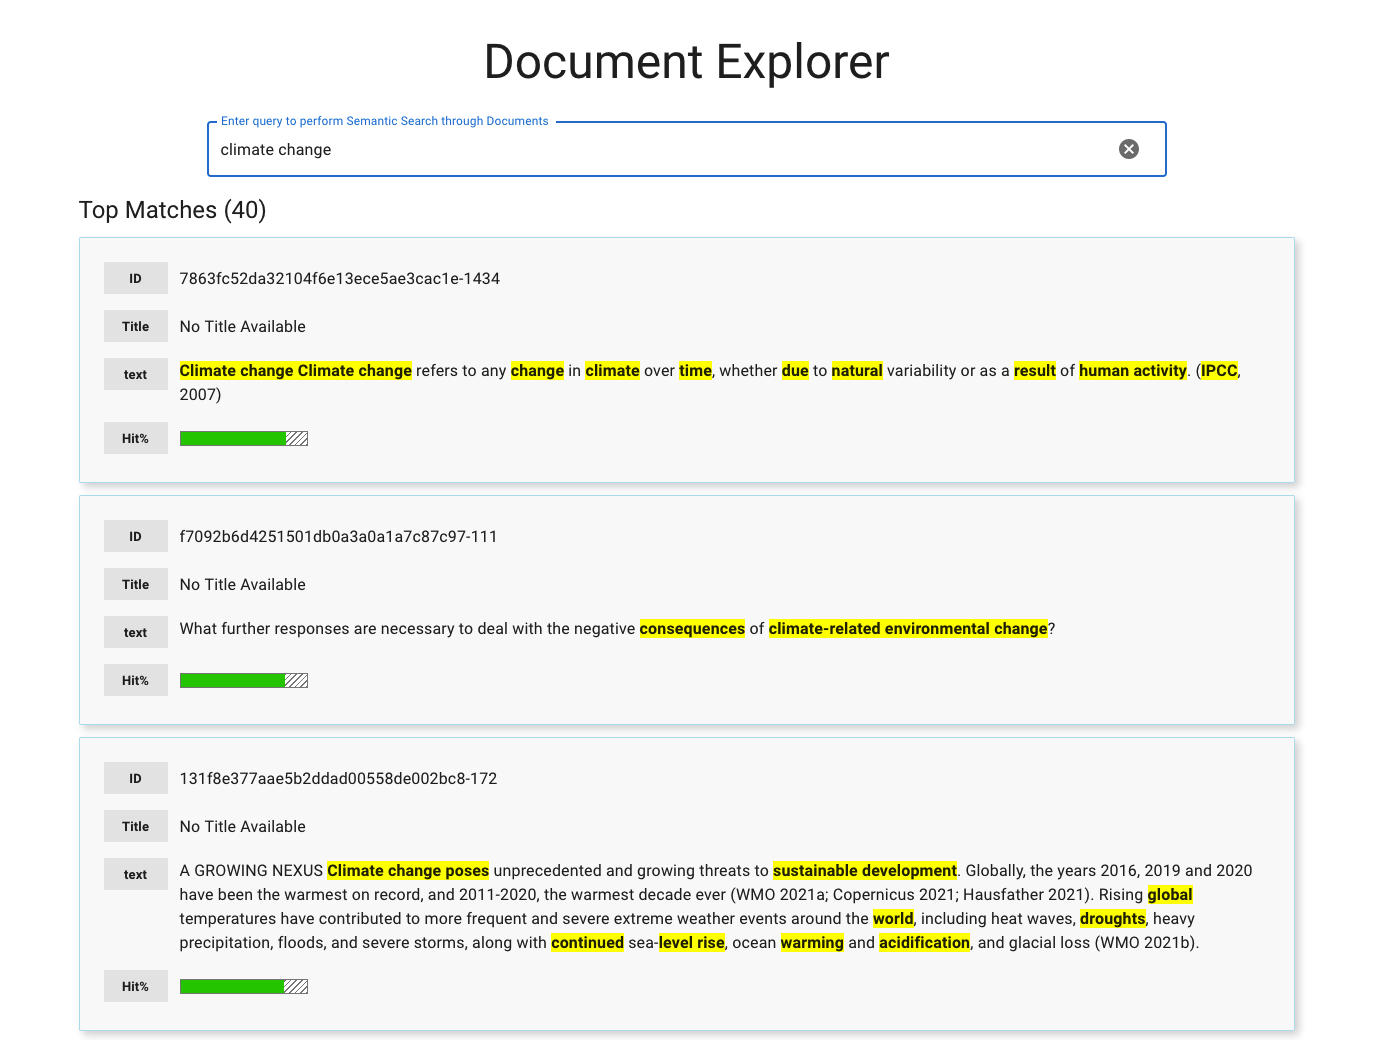 Document Explorer
Enter query to perform Semantic Search through Documents
climate change
Top Matches (40)
ID 7863fc52da32104f6e13ece5ae3cac1e-1434
Title No Title Available
text Climate change Climate change refers to any change in climate over time, whether due to natural variability or as a result of human activity. (IPCC,
2007)
Hit%
ID f7092b6d4251501db0a3a0a1a7c87c97-111
Title No Title Available
text What further responses are necessary to deal with the negative consequences of climate-related environmental change?
Hit%
ID 131f8e377aae5b2ddad00558de002bc8-172
Title No Title Available
text A GROWING NEXUS Climate change poses unprecedented and growing threats to sustainable development. Globally, the years 2016, 2019 and 2020
have been the warmest on record, and 2011-2020, the warmest decade ever (WMO 2021a; Copernicus 2021; Hausfather 2021). Rising global
temperatures have contributed to more frequent and severe extreme weather events around the world, including heat waves, droughts, heavy
precipitation, floods, and severe storms, along with continued sea-level rise, ocean warming and acidification, and glacial loss (WMO 2021b).
Hit%